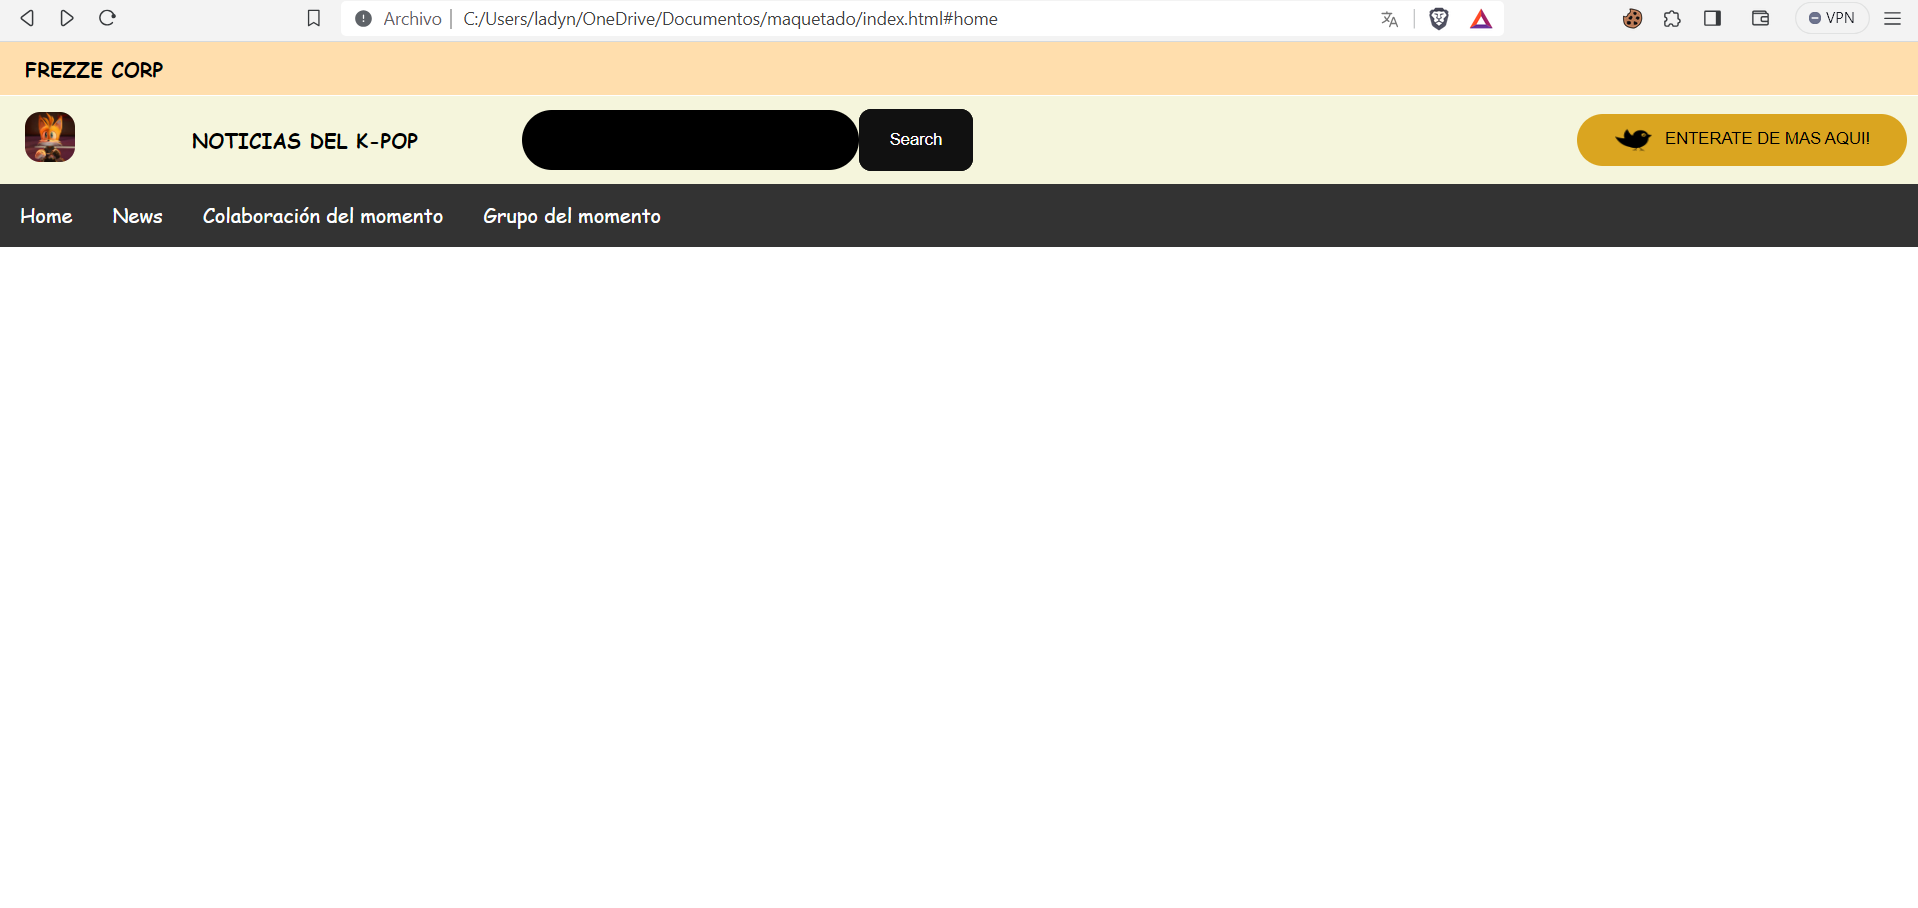 Archivo | C:/Users/ladyn/OneDrive/Documentos/maquetado/index.html#home VPN
FREZZE CORP
NOTICIAS DEL K-POP Search ENTERATE DE MAS AQUI!
Home News Colaboración del momento Grupo del momento